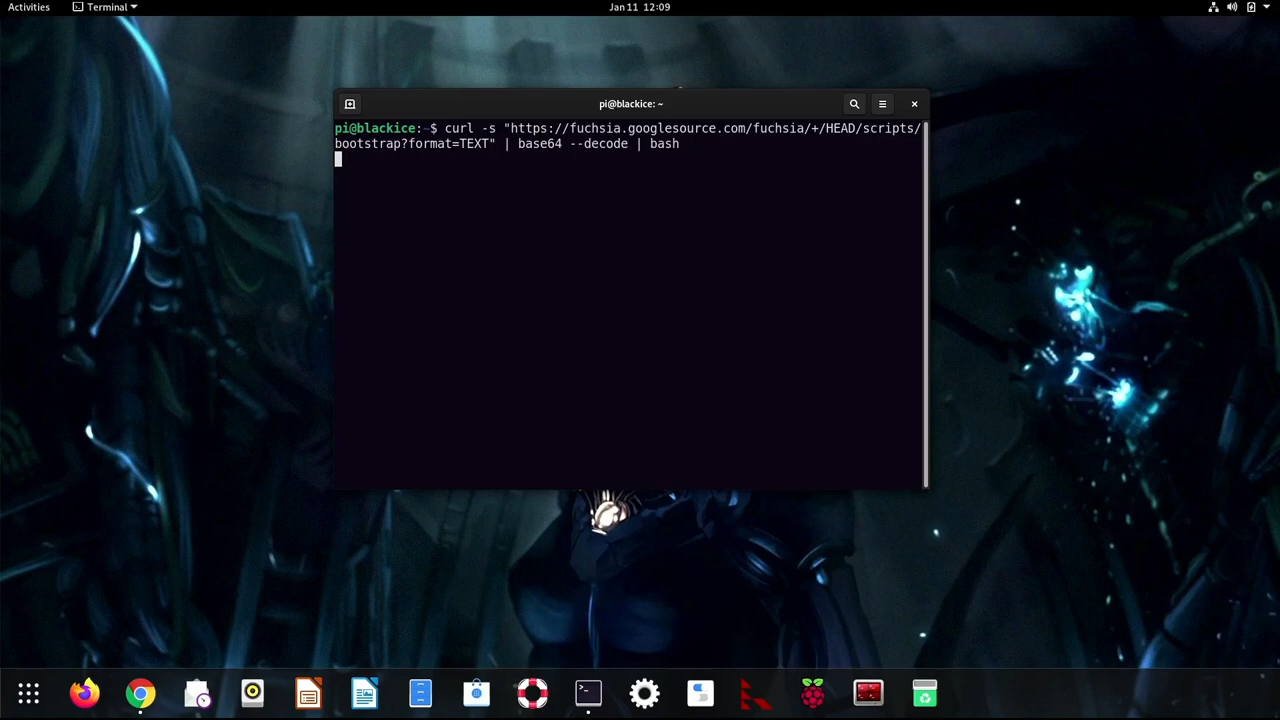 Activities
Terminal
Jan 11 12:09
pi@blackice: ~
pi@blackice:~$ curl -s "https://fuchsia.googlesource.com/fuchsia/+/HEAD/scripts/
bootstrap?format=TEXT" | base64 --decode | bash